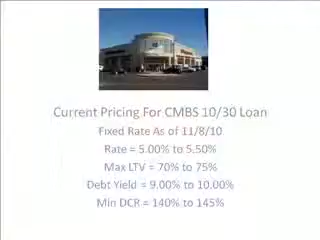 Current Pricing For CMBS 10/30 Loan
Fixed Rate As of 11/8/10
Rate = 5.00% to 5.50%
Max LTV = 70% to 75%
Debt Yield = 9.00% to 10.00%
Min DCR = 140% to 145%